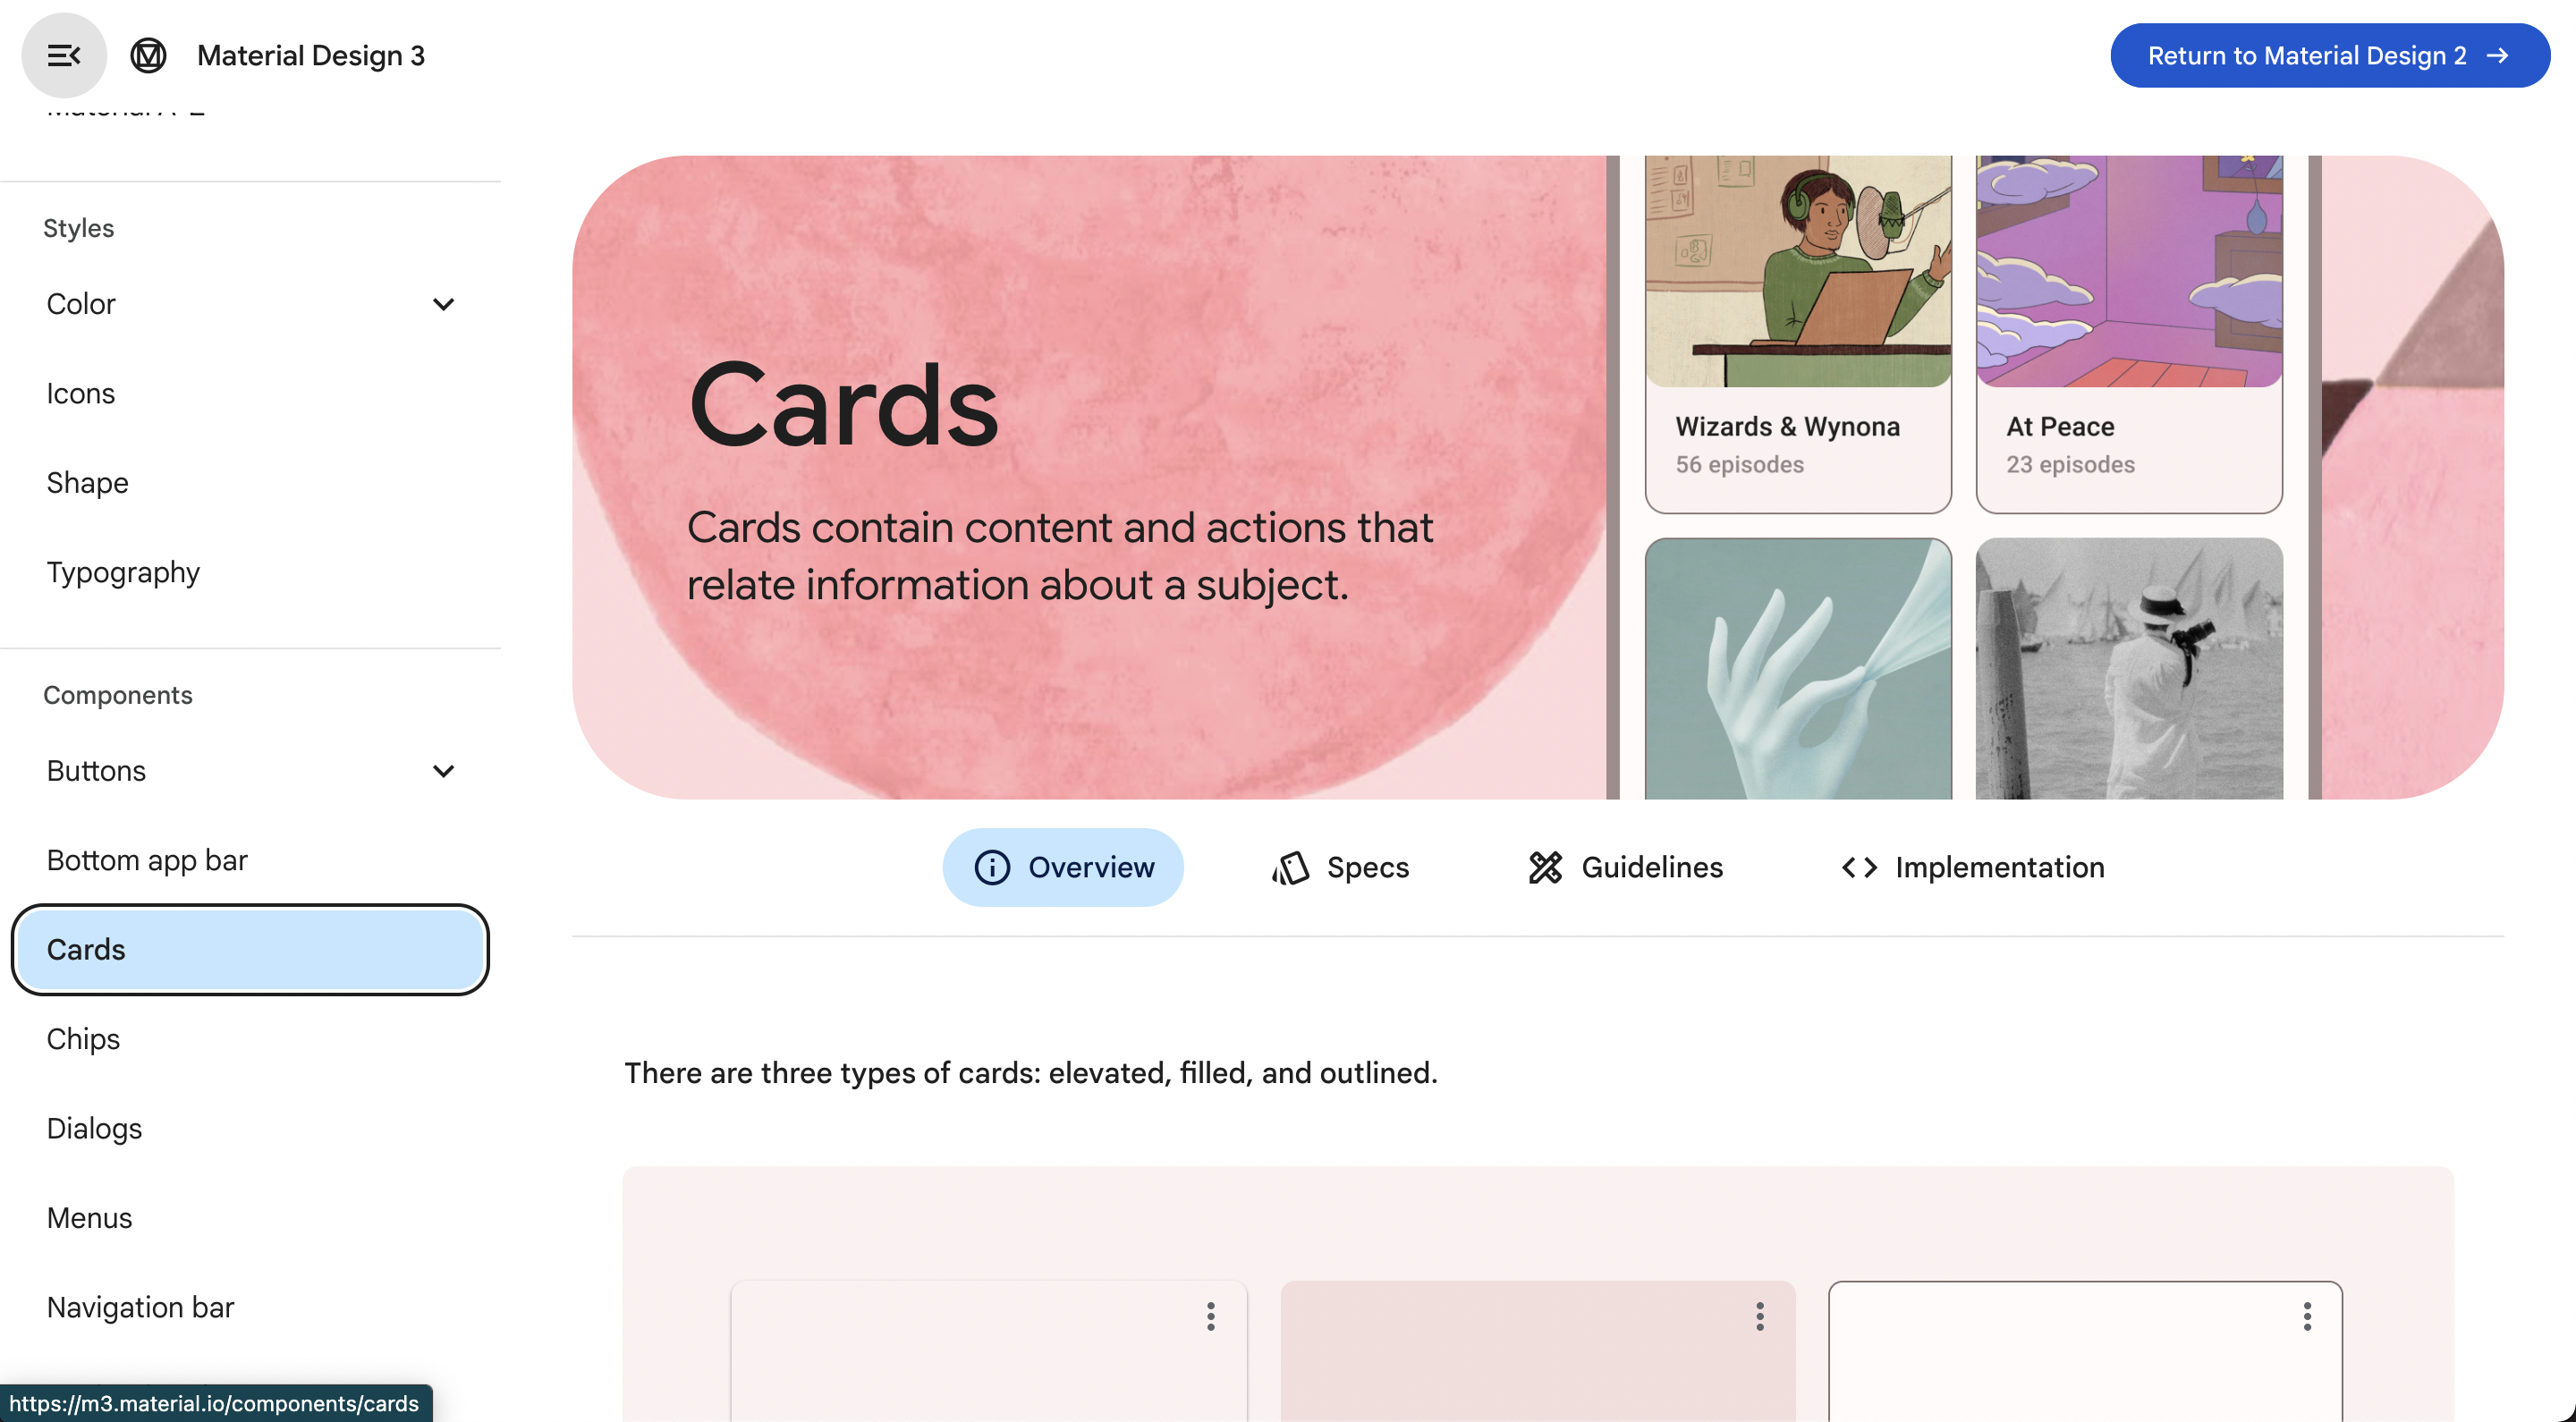 Material Design 3
Return to Material Design 2
Material A-Z
Styles
Color
Icons
Shape
Typography
Components
Buttons
Bottom app bar
Cards
Chips
Dialogs
Menus
Navigation bar
https://m3.material.io/components/cards
Cards
Cards contain content and actions that
relate information about a subject.
Wizards & Wynona
56 episodes
At Peace
23 episodes
Overview
Specs
Guidelines
Implementation
There are three types of cards: elevated, filled, and outlined.